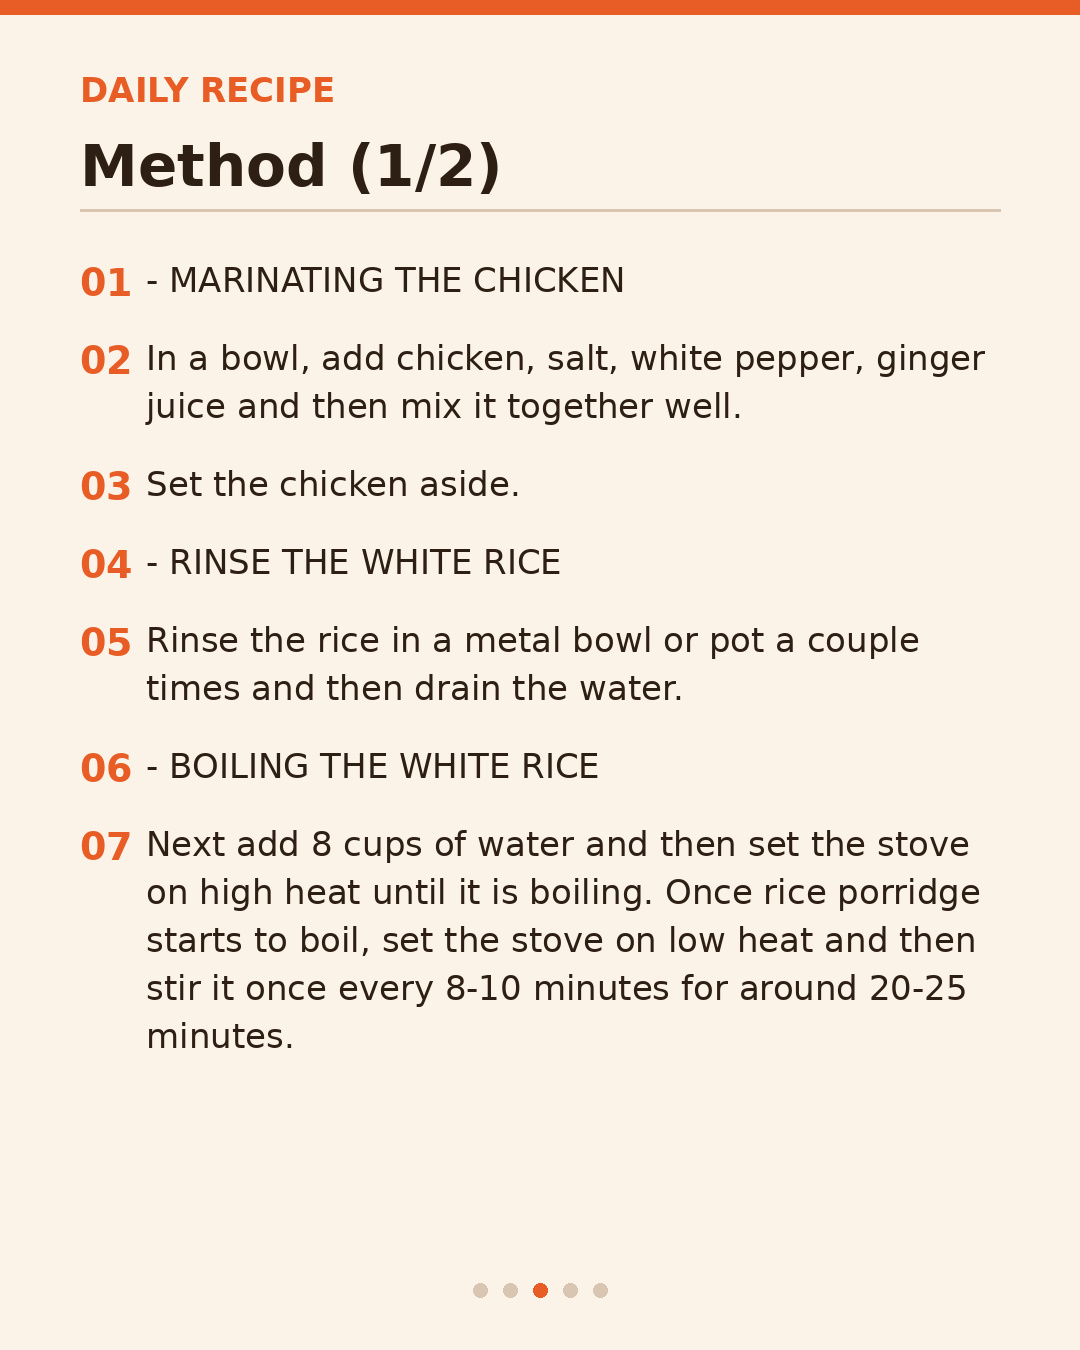 DAILY RECIPE
Method (1/2)
01 - MARINATING THE CHICKEN
02 In a bowl, add chicken, salt, white pepper, ginger
juice and then mix it together well.
03 Set the chicken aside.
04 - RINSE THE WHITE RICE
05 Rinse the rice in a metal bowl or pot a couple
times and then drain the water.
06 - BOILING THE WHITE RICE
07 Next add 8 cups of water and then set the stove
on high heat until it is boiling. Once rice porridge
starts to boil, set the stove on low heat and then
stir it once every 8-10 minutes for around 20-25
minutes.